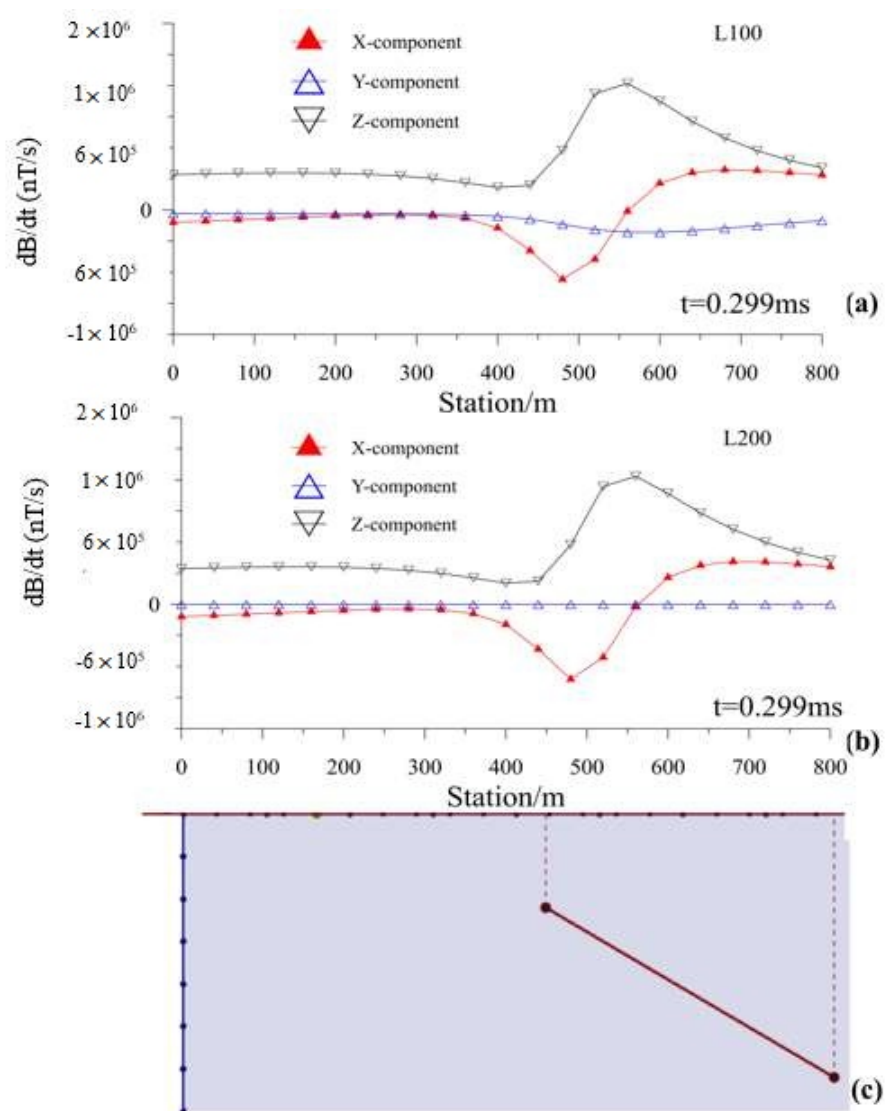 2 × 10⁶
L100
X-component
Y-component
Z-component
1 × 10⁶
6 × 10⁵
0
6 × 10⁵
-1 × 10⁶
dB/dt (nT/s)
t=0.299ms
(a)
0 100 200 300 400 500 600 700 800
Station/m
2 × 10⁶
L200
X-component
Y-component
Z-component
1 × 10⁶
6 × 10⁵
0
-6 × 10⁵
-1 × 10⁶
dB/dt (nT/s)
t=0.299ms
(b)
0 100 200 300 400 500 600 700 800
Station/m
(c)